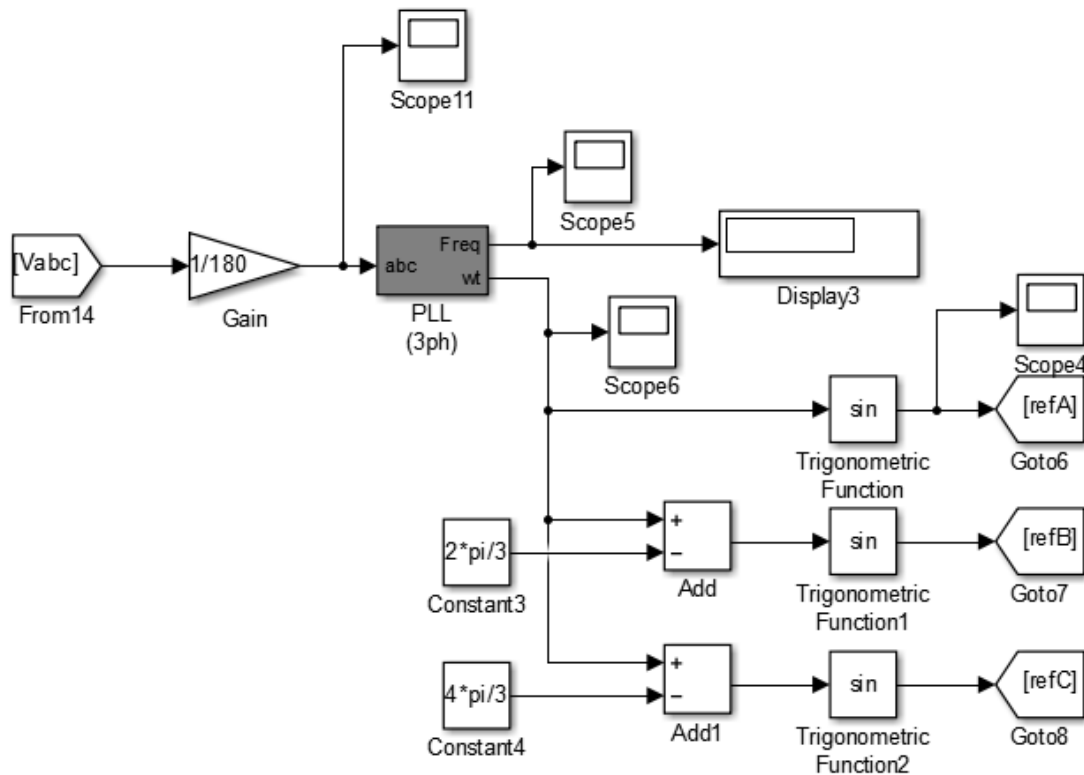 Scope11
Scope5
[Vabc]
From14
1/180
Gain
abc
Freq
wt
PLL
(3ph)
Display3
Scope6
Scope4
sin
Trigonometric
Function
[refA]
Goto6
2*pi/3
Constant3
+
−
Add
sin
Trigonometric
Function1
[refB]
Goto7
4*pi/3
Constant4
+
−
Add1
sin
Trigonometric
Function2
[refC]
Goto8